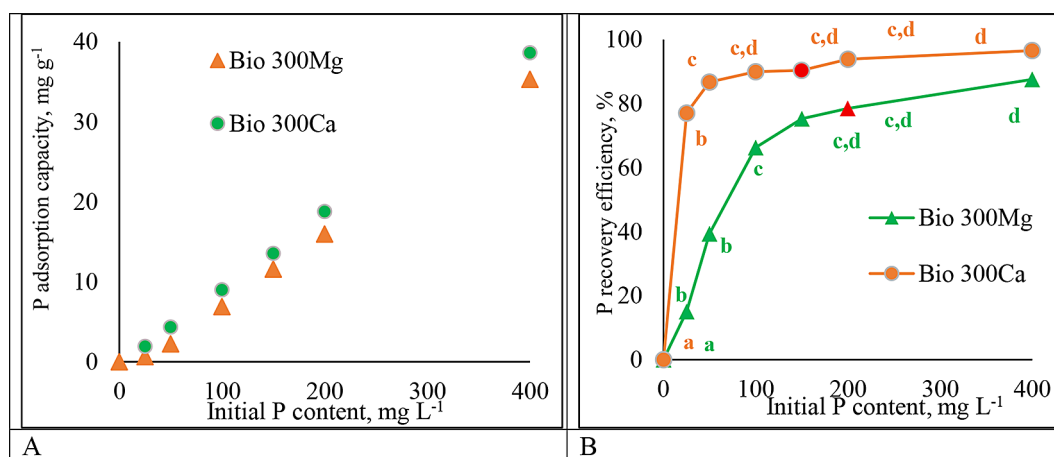 40
30
20
10
0
P adsorption capacity, mg g-1
Bio 300Mg
Bio 300Ca
0 100 200 300 400
Initial P content, mg L-1
A
100
80
60
40
20
0
P recovery efficiency, %
c c,d c,d c,d d
b
b
c
c,d
c,d
d
b
a
a
Bio 300Mg
Bio 300Ca
0 100 200 300 400
Initial P content, mg L-1
B